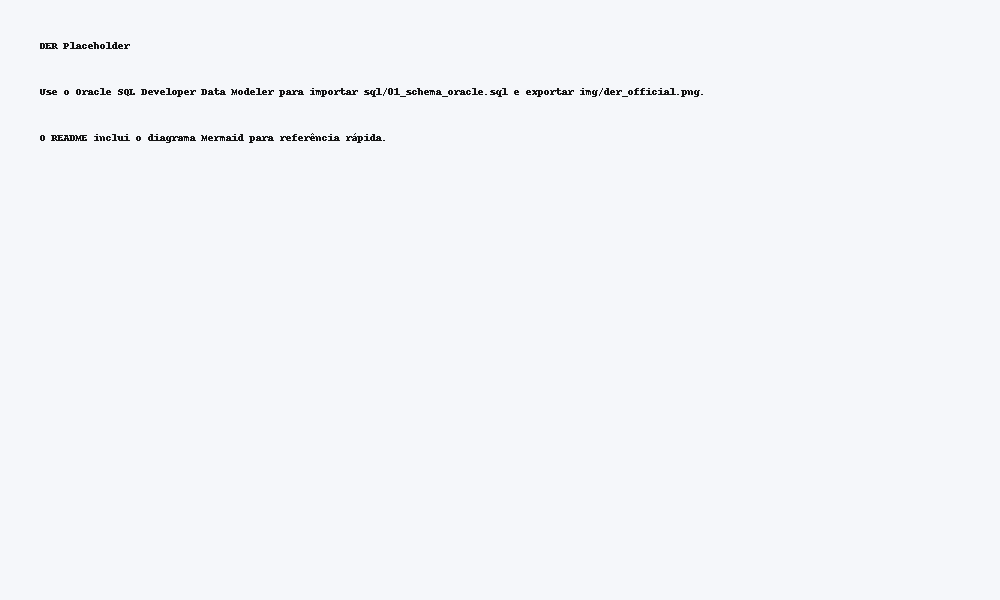 DER Placeholder
Use o Oracle SQL Developer Data Modeler para importar sql/01_schema_oracle.sql e exportar img/der_official.png.
O README inclui o diagrama Mermaid para referência rápida.